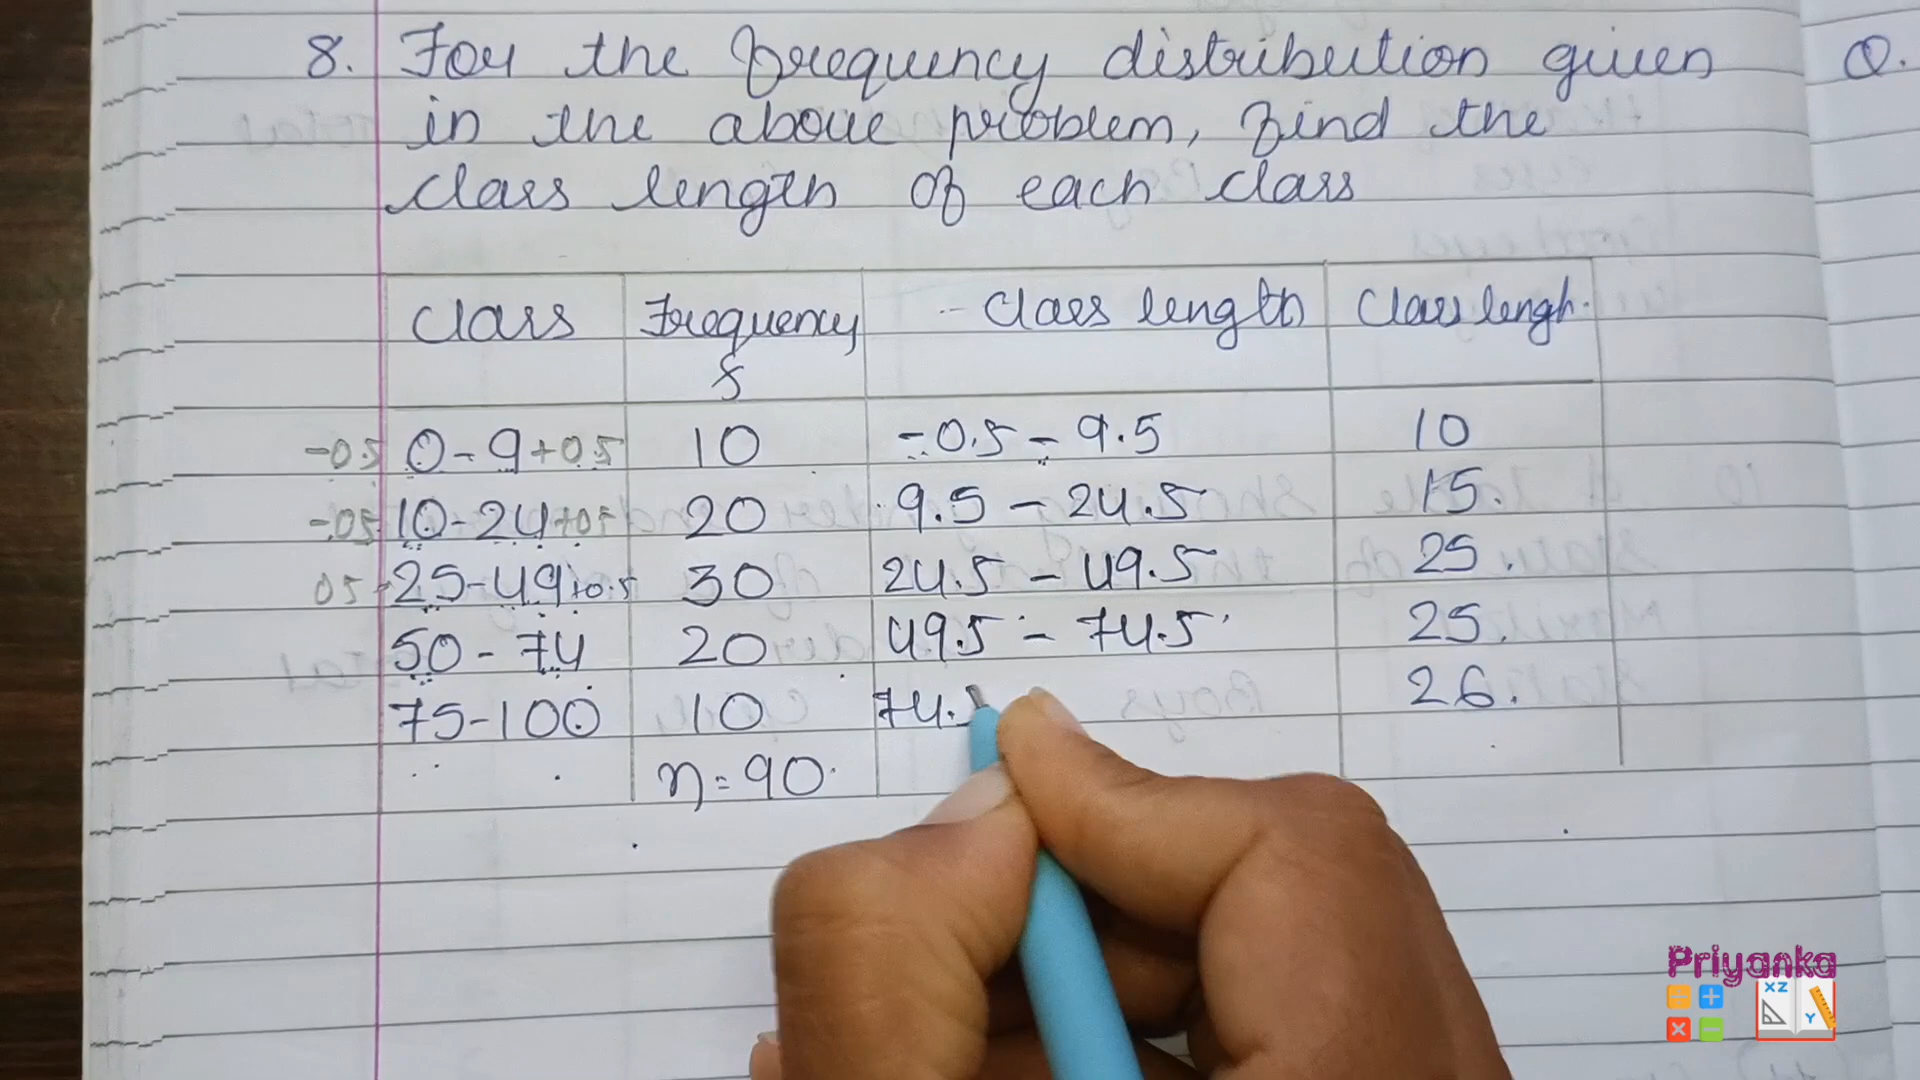 8. For the frequency distribution given
in the above problem, find the
class length of each class
Class Frequency f Class length Class lengh.
-0.5 0-9+0.5 10 -0.5 - 9.5 10
-0.5 10-24+0.5 20 9.5 - 24.5 15.
0.5- 25-49+0.5 30 24.5 - 49.5 25.
50-74 20 49.5 - 74.5 25.
75-100 10 74.5 26.
n=90.
Q.
Priyanka
XZ
Y